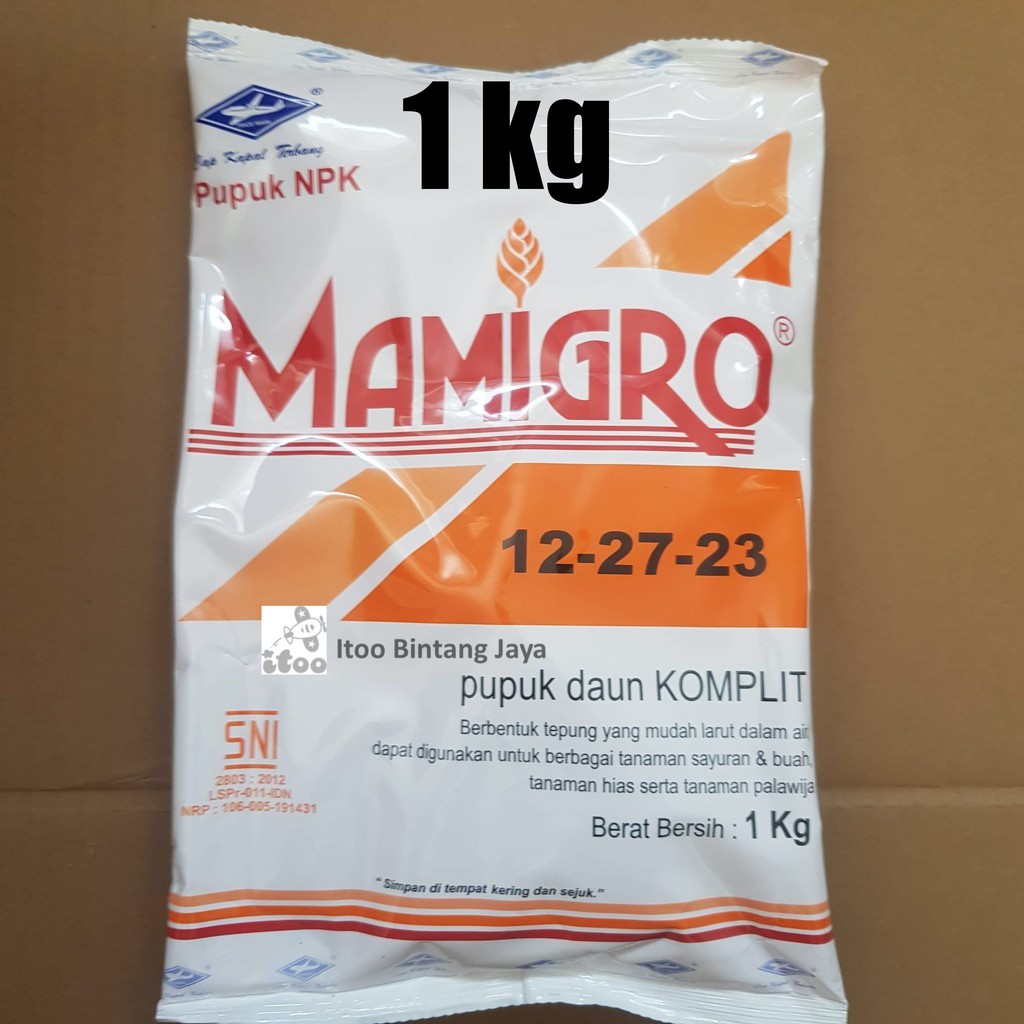 1 kg
®
Cap Kapal Terbang
Pupuk NPK
MAMIGRO®
12-27-23
itoo Itoo Bintang Jaya
pupuk daun KOMPLIT
Berbentuk tepung yang mudah larut dalam air,
dapat digunakan untuk berbagai tanaman sayuran & buah,
tanaman hias serta tanaman palawija
Berat Bersih : 1 Kg
SNI
2803 : 2012
LSPr-011-IDN
NRP : 106-005-191431
“ Simpan di tempat kering dan sejuk.”